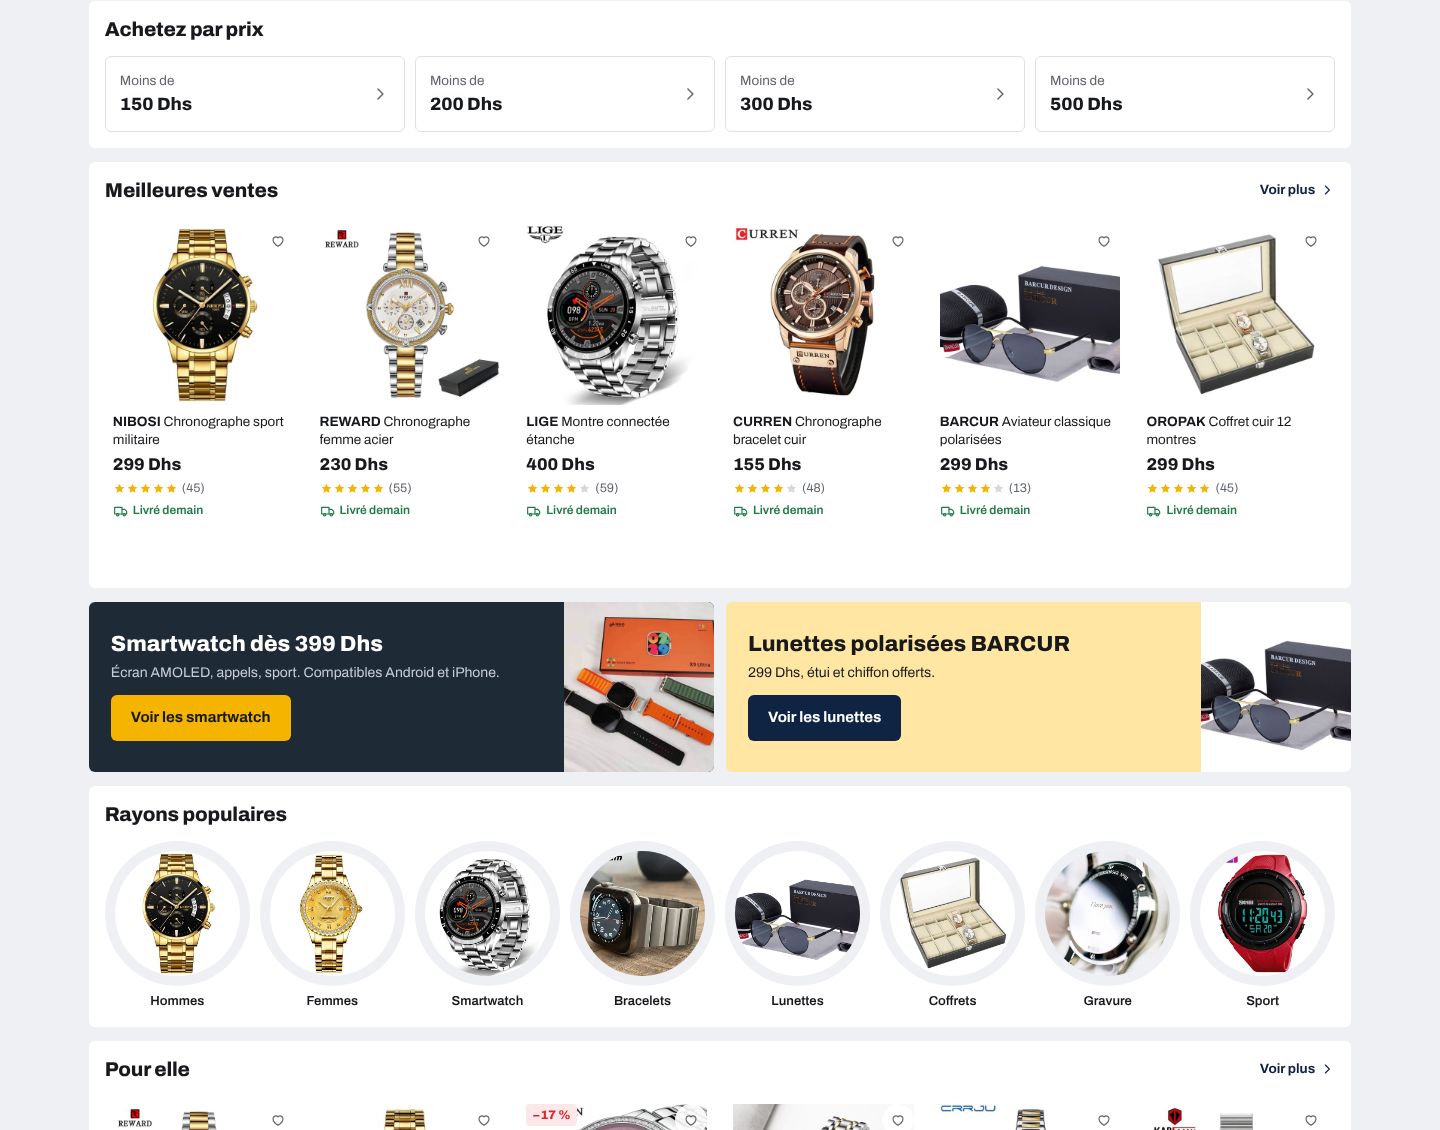 Achetez par prix
Moins de
150 Dhs
Moins de
200 Dhs
Moins de
300 Dhs
Moins de
500 Dhs
Meilleures ventes
Voir plus
REWARD
LIGE
CURREN
BARCUR DESIGN
NIBOSI Chronographe sport
militaire
299 Dhs
(45)
Livré demain
REWARD Chronographe
femme acier
230 Dhs
(55)
Livré demain
LIGE Montre connectée
étanche
400 Dhs
(59)
Livré demain
CURREN Chronographe
bracelet cuir
155 Dhs
(48)
Livré demain
BARCUR Aviateur classique
polarisées
299 Dhs
(13)
Livré demain
OROPAK Coffret cuir 12
montres
299 Dhs
(45)
Livré demain
Smartwatch dès 399 Dhs
Écran AMOLED, appels, sport. Compatibles Android et iPhone.
Voir les smartwatch
Lunettes polarisées BARCUR
299 Dhs, étui et chiffon offerts.
Voir les lunettes
BARCUR DESIGN
Rayons populaires
Hommes
Femmes
Smartwatch
Bracelets
Lunettes
Coffrets
Gravure
Sport
Pour elle
Voir plus
REWARD
−17 %